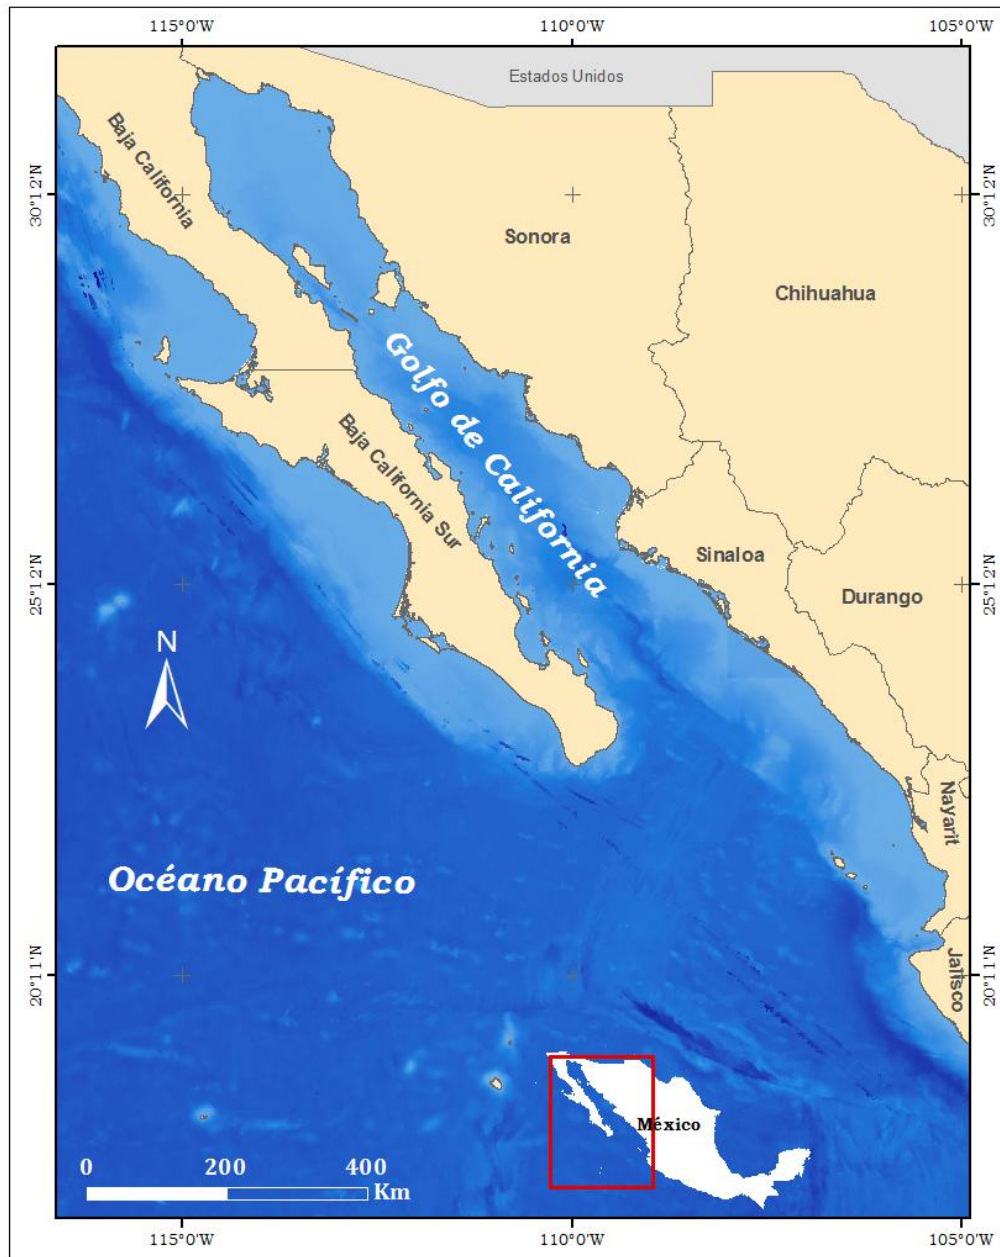 115°0'W
110°0'W
105°0'W
Estados Unidos
30°12'N
30°12'N
Baja California
Sonora
Chihuahua
Golfo de California
Baja California Sur
Sinaloa
Durango
25°12'N
25°12'N
N
Nayarit
Océano Pacífico
20°11'N
20°11'N
Jalisco
México
0
200
400
Km
115°0'W
110°0'W
105°0'W